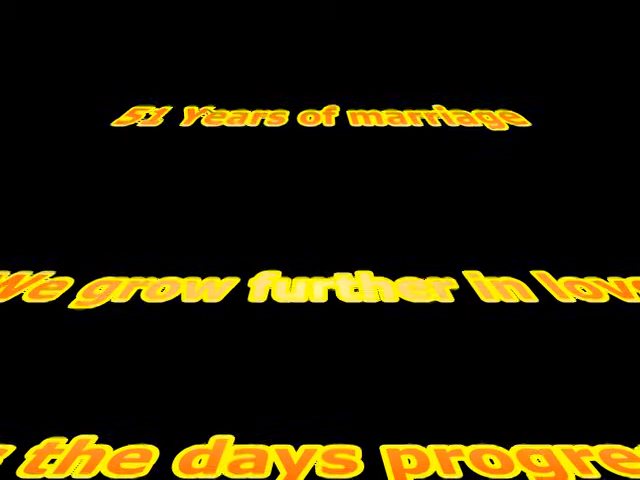 51 Years of marriage
We grow further in love
the days progre